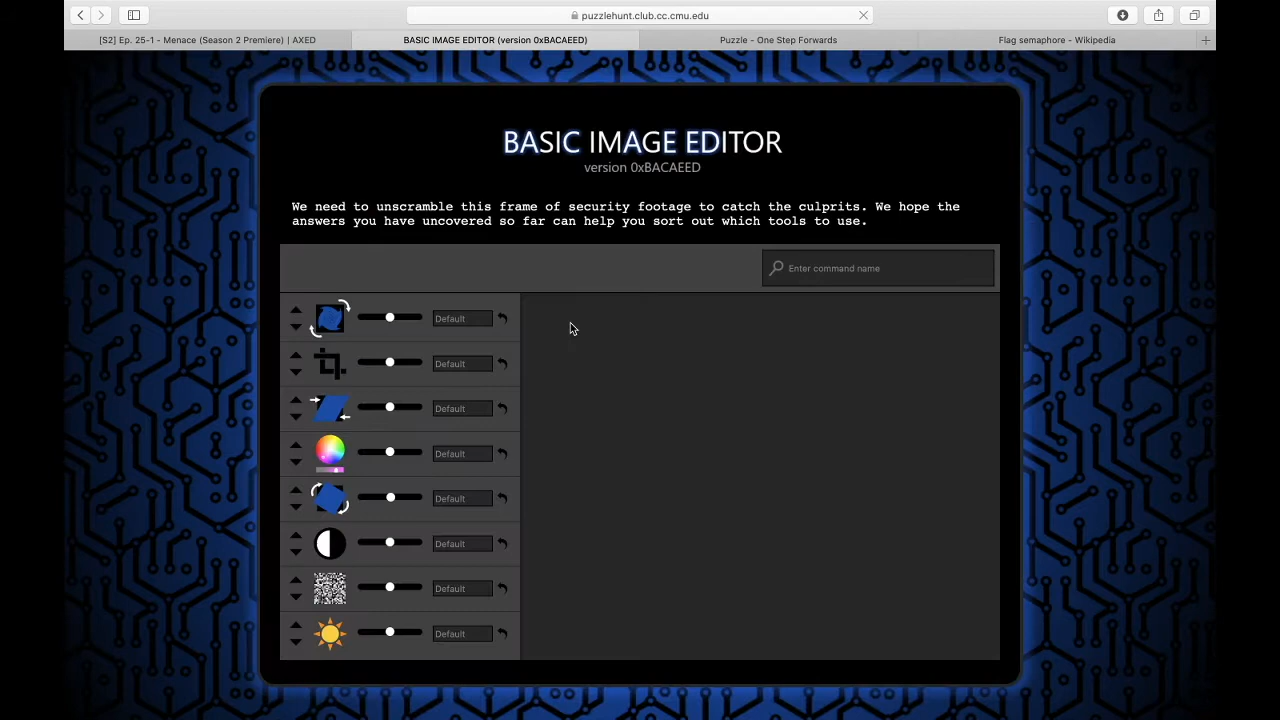 puzzlehunt.club.cc.cmu.edu
[S2] Ep. 25-1 - Menace (Season 2 Premiere) | AXED
BASIC IMAGE EDITOR (version 0xBACAEED)
Puzzle - One Step Forwards
Flag semaphore - Wikipedia
BASIC IMAGE EDITOR
version 0xBACAEED
We need to unscramble this frame of security footage to catch the culprits. We hope the
answers you have uncovered so far can help you sort out which tools to use.
Enter command name
Default
Default
Default
Default
Default
Default
Default
Default